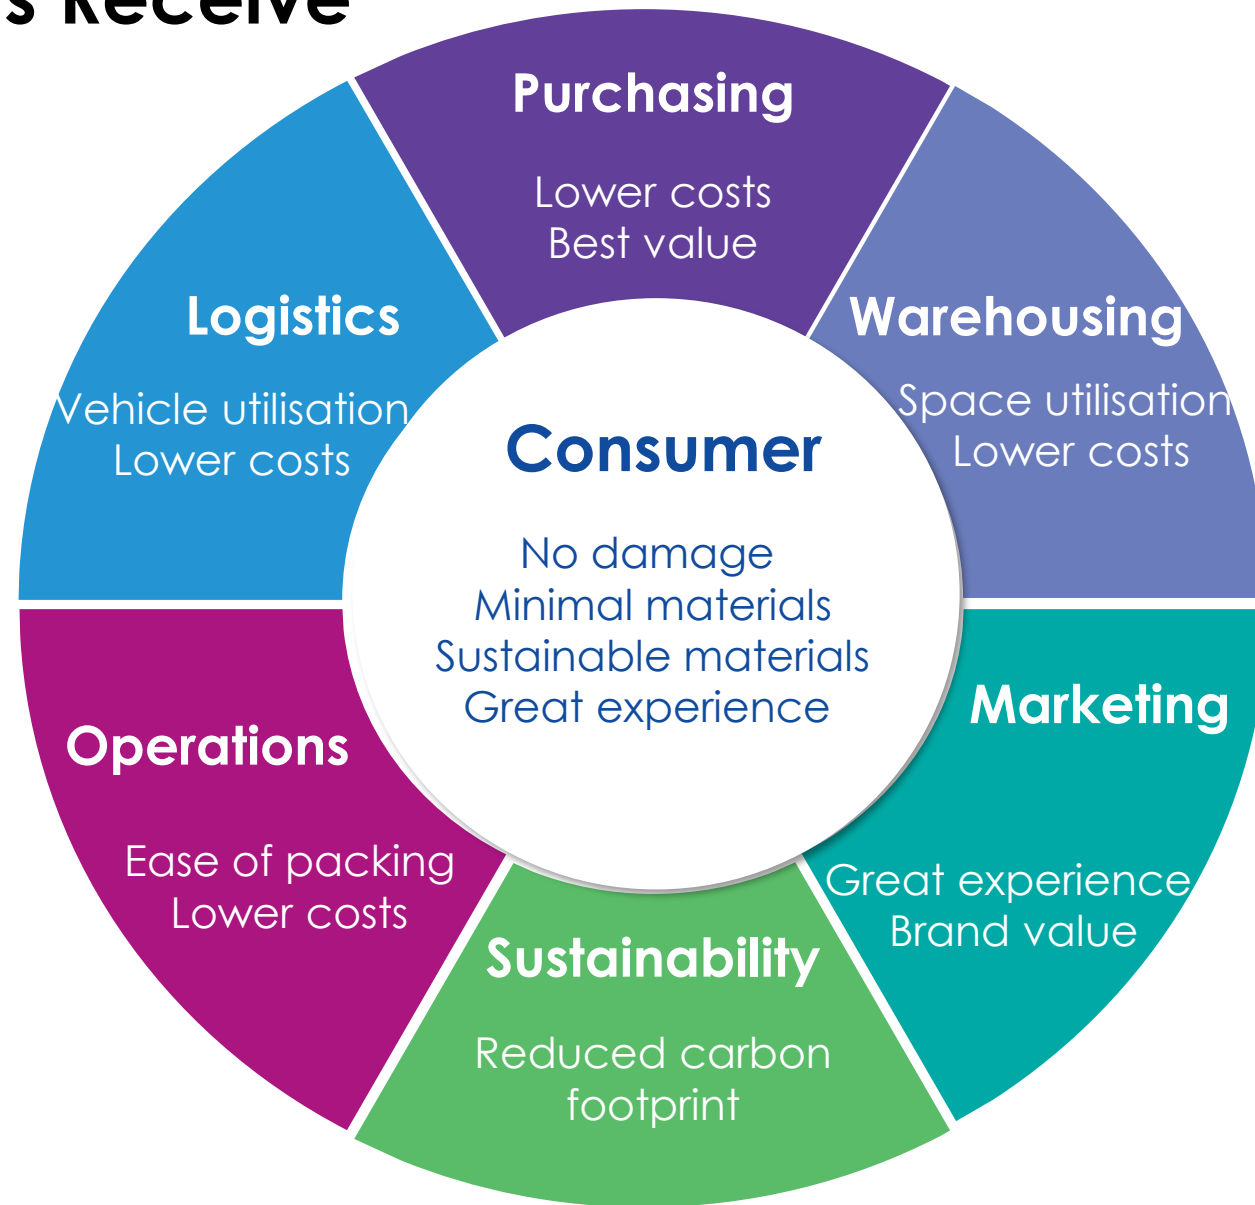 s Receive
Purchasing
Lower costs
Best value
Logistics
Vehicle utilisation
Lower costs
Warehousing
Space utilisation
Lower costs
Consumer
No damage
Minimal materials
Sustainable materials
Great experience
Operations
Ease of packing
Lower costs
Marketing
Great experience
Brand value
Sustainability
Reduced carbon
footprint